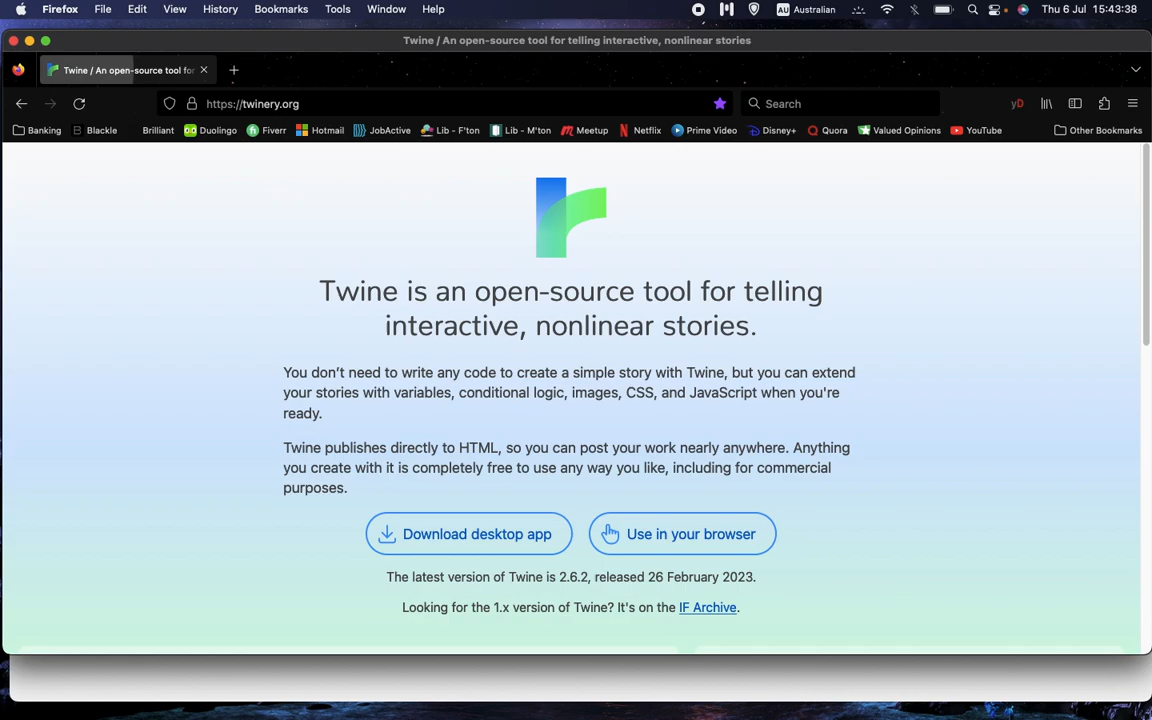 Firefox File Edit View History Bookmarks Tools Window Help AU Australian Thu 6 Jul 15:43:38
Twine / An open-source tool for telling interactive, nonlinear stories
Twine / An open-source tool for
https://twinery.org Search yD
Banking B Blackle Brilliant Duolingo fi Fiverr Hotmail JobActive Lib - F'ton Lib - M'ton Meetup N Netflix Prime Video Disney+ Quora Valued Opinions YouTube Other Bookmarks
Twine is an open-source tool for telling
interactive, nonlinear stories.
You don't need to write any code to create a simple story with Twine, but you can extend
your stories with variables, conditional logic, images, CSS, and JavaScript when you're
ready.
Twine publishes directly to HTML, so you can post your work nearly anywhere. Anything
you create with it is completely free to use any way you like, including for commercial
purposes.
Download desktop app Use in your browser
The latest version of Twine is 2.6.2, released 26 February 2023.
Looking for the 1.x version of Twine? It's on the IF Archive.